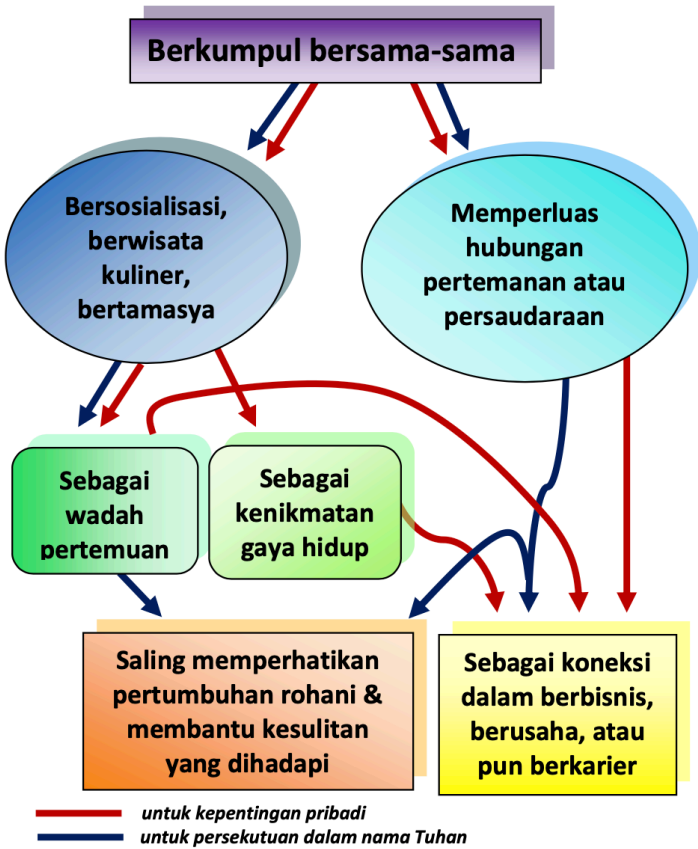 Berkumpul bersama-sama
Bersosialisasi,
berwisata
kuliner,
bertamasya
Memperluas
hubungan
pertemanan atau
persaudaraan
Sebagai
wadah
pertemuan
Sebagai
kenikmatan
gaya hidup
Saling memperhatikan
pertumbuhan rohani &
membantu kesulitan
yang dihadapi
Sebagai koneksi
dalam berbisnis,
berusaha, atau
pun berkarier
untuk kepentingan pribadi
untuk persekutuan dalam nama Tuhan